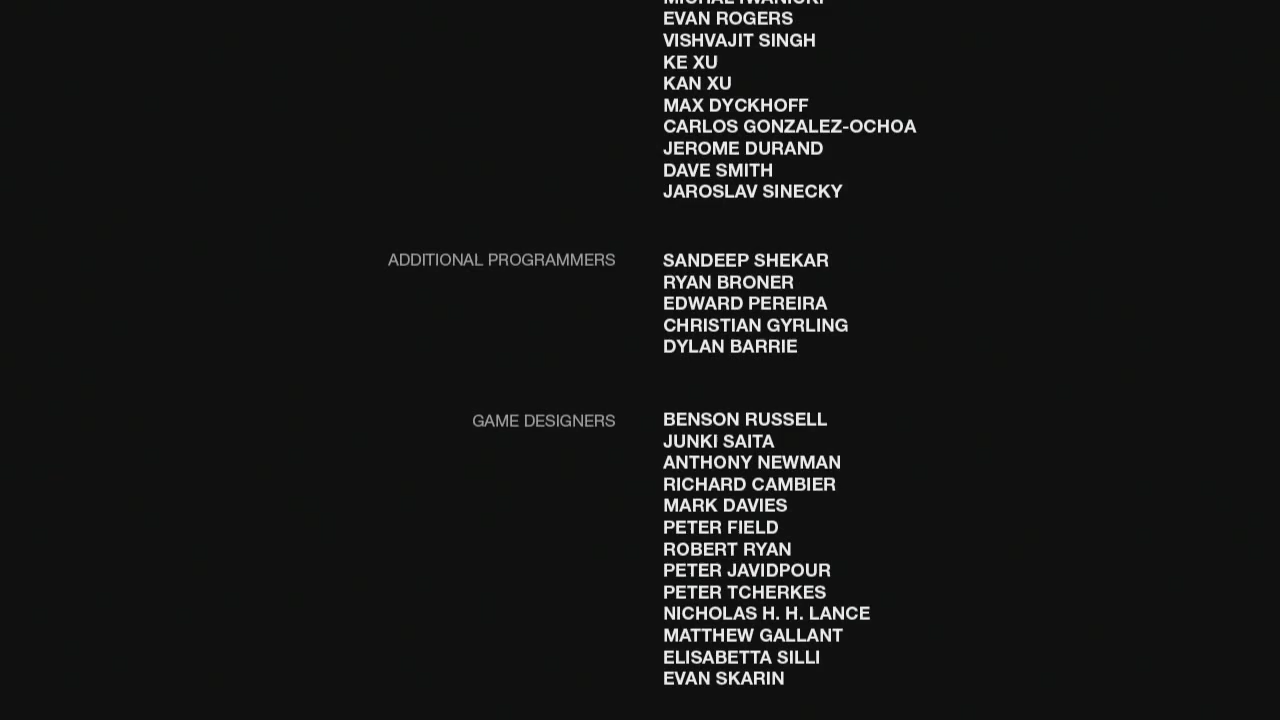 EVAN ROGERS
VISHVAJIT SINGH
KE XU
KAN XU
MAX DYCKHOFF
CARLOS GONZALEZ-OCHOA
JEROME DURAND
DAVE SMITH
JAROSLAV SINECKY
ADDITIONAL PROGRAMMERS SANDEEP SHEKAR
RYAN BRONER
EDWARD PEREIRA
CHRISTIAN GYRLING
DYLAN BARRIE
GAME DESIGNERS BENSON RUSSELL
JUNKI SAITA
ANTHONY NEWMAN
RICHARD CAMBIER
MARK DAVIES
PETER FIELD
ROBERT RYAN
PETER JAVIDPOUR
PETER TCHERKES
NICHOLAS H. H. LANCE
MATTHEW GALLANT
ELISABETTA SILLI
EVAN SKARIN